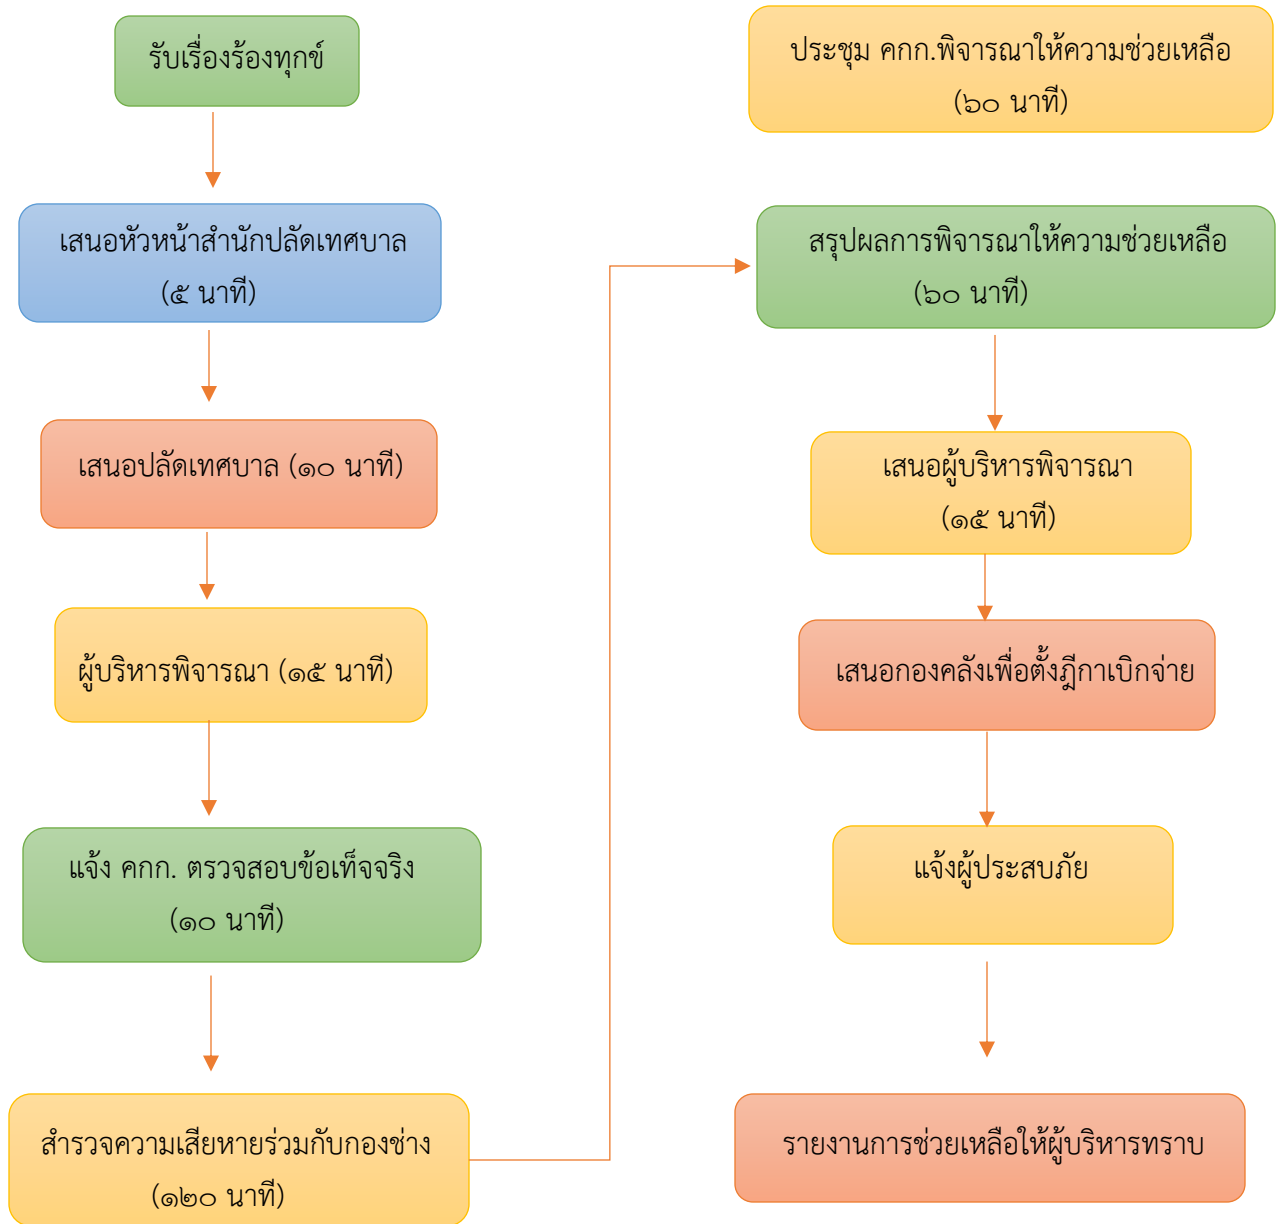 รับเรื่องร้องทุกข์
เสนอหัวหน้าสำนักปลัดเทศบาล
(๕ นาที)
เสนอปลัดเทศบาล (๑๐ นาที)
ผู้บริหารพิจารณา (๑๕ นาที)
แจ้ง คกก. ตรวจสอบข้อเท็จจริง
(๑๐ นาที)
สำรวจความเสียหายร่วมกับกองช่าง
(๑๒๐ นาที)
ประชุม คกก.พิจารณาให้ความช่วยเหลือ
(๖๐ นาที)
สรุปผลการพิจารณาให้ความช่วยเหลือ
(๖๐ นาที)
เสนอผู้บริหารพิจารณา
(๑๕ นาที)
เสนอกองคลังเพื่อตั้งฎีกาเบิกจ่าย
แจ้งผู้ประสบภัย
รายงานการช่วยเหลือให้ผู้บริหารทราบ